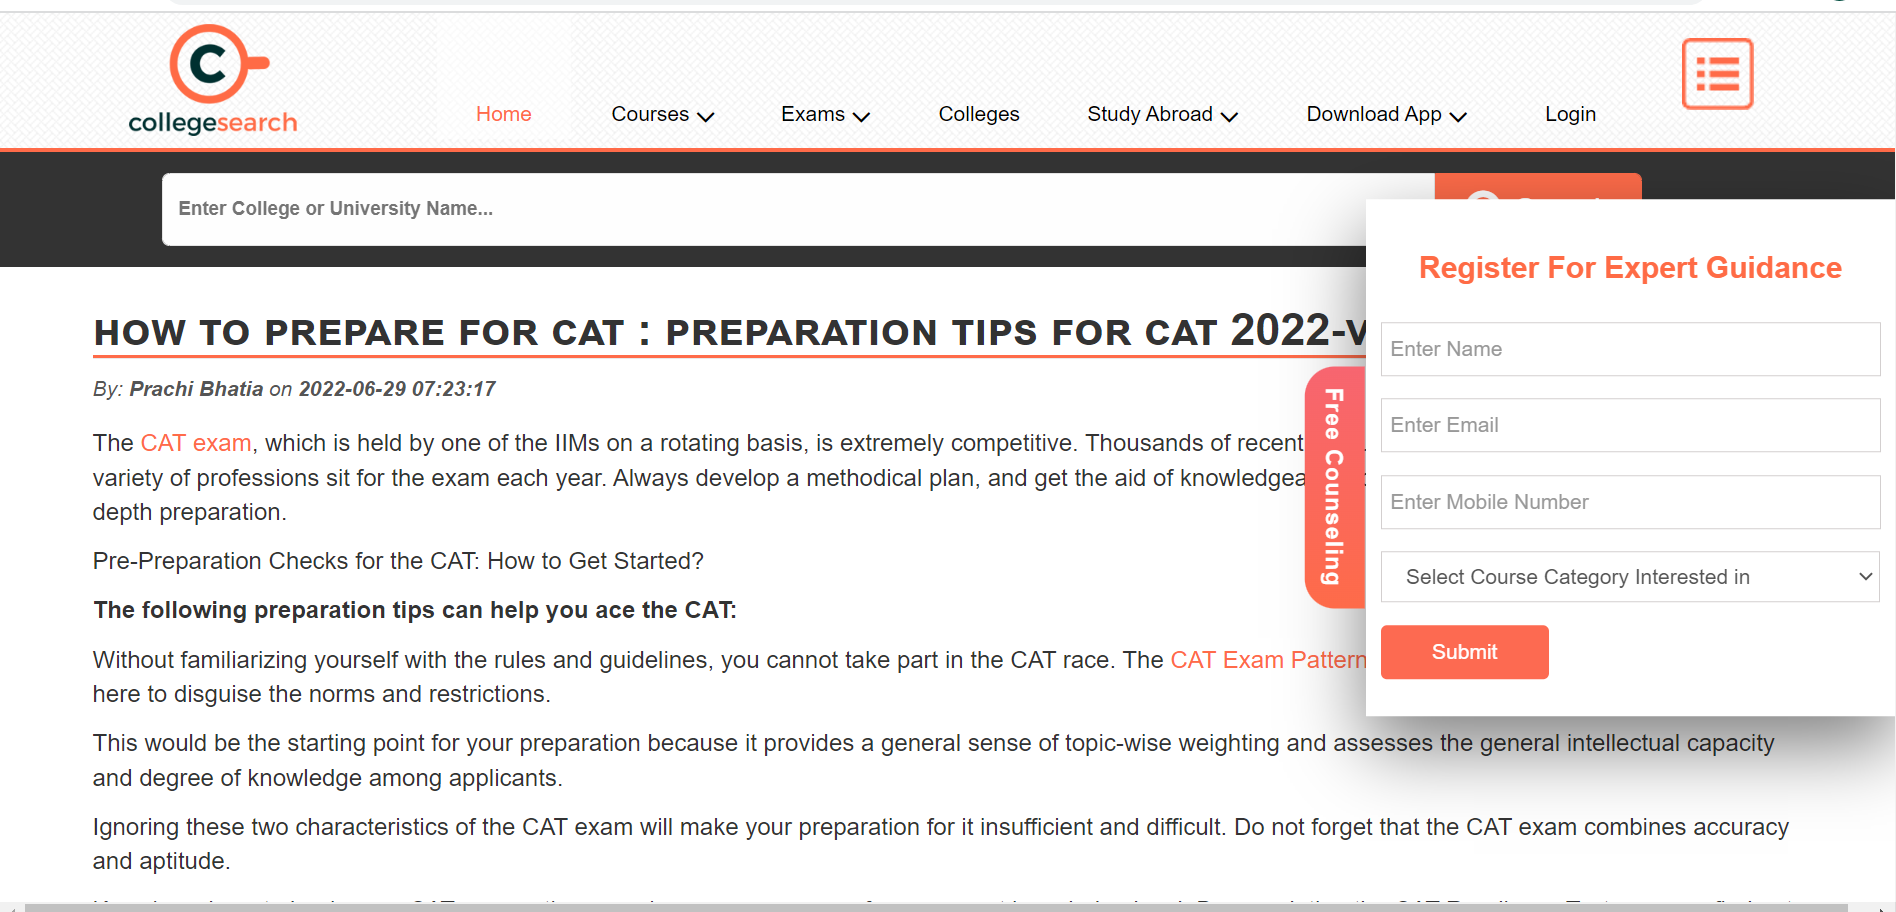 C
collegesearch
Home
Courses
Exams
Colleges
Study Abroad
Download App
Login
Enter College or University Name...
Register For Expert Guidance
Enter Name
Enter Email
Enter Mobile Number
Select Course Category Interested in
Submit
Free Counseling
HOW TO PREPARE FOR CAT : PREPARATION TIPS FOR CAT 2022-
By: Prachi Bhatia on 2022-06-29 07:23:17
The CAT exam, which is held by one of the IIMs on a rotating basis, is extremely competitive. Thousands of recent
variety of professions sit for the exam each year. Always develop a methodical plan, and get the aid of
depth preparation.
Pre-Preparation Checks for the CAT: How to Get Started?
The following preparation tips can help you ace the CAT:
Without familiarizing yourself with the rules and guidelines, you cannot take part in the CAT race. The CAT Exam Pattern
here to disguise the norms and restrictions.
This would be the starting point for your preparation because it provides a general sense of topic-wise weighting and assesses the general intellectual capacity
and degree of knowledge among applicants.
Ignoring these two characteristics of the CAT exam will make your preparation for it insufficient and difficult. Do not forget that the CAT exam combines accuracy
and aptitude.